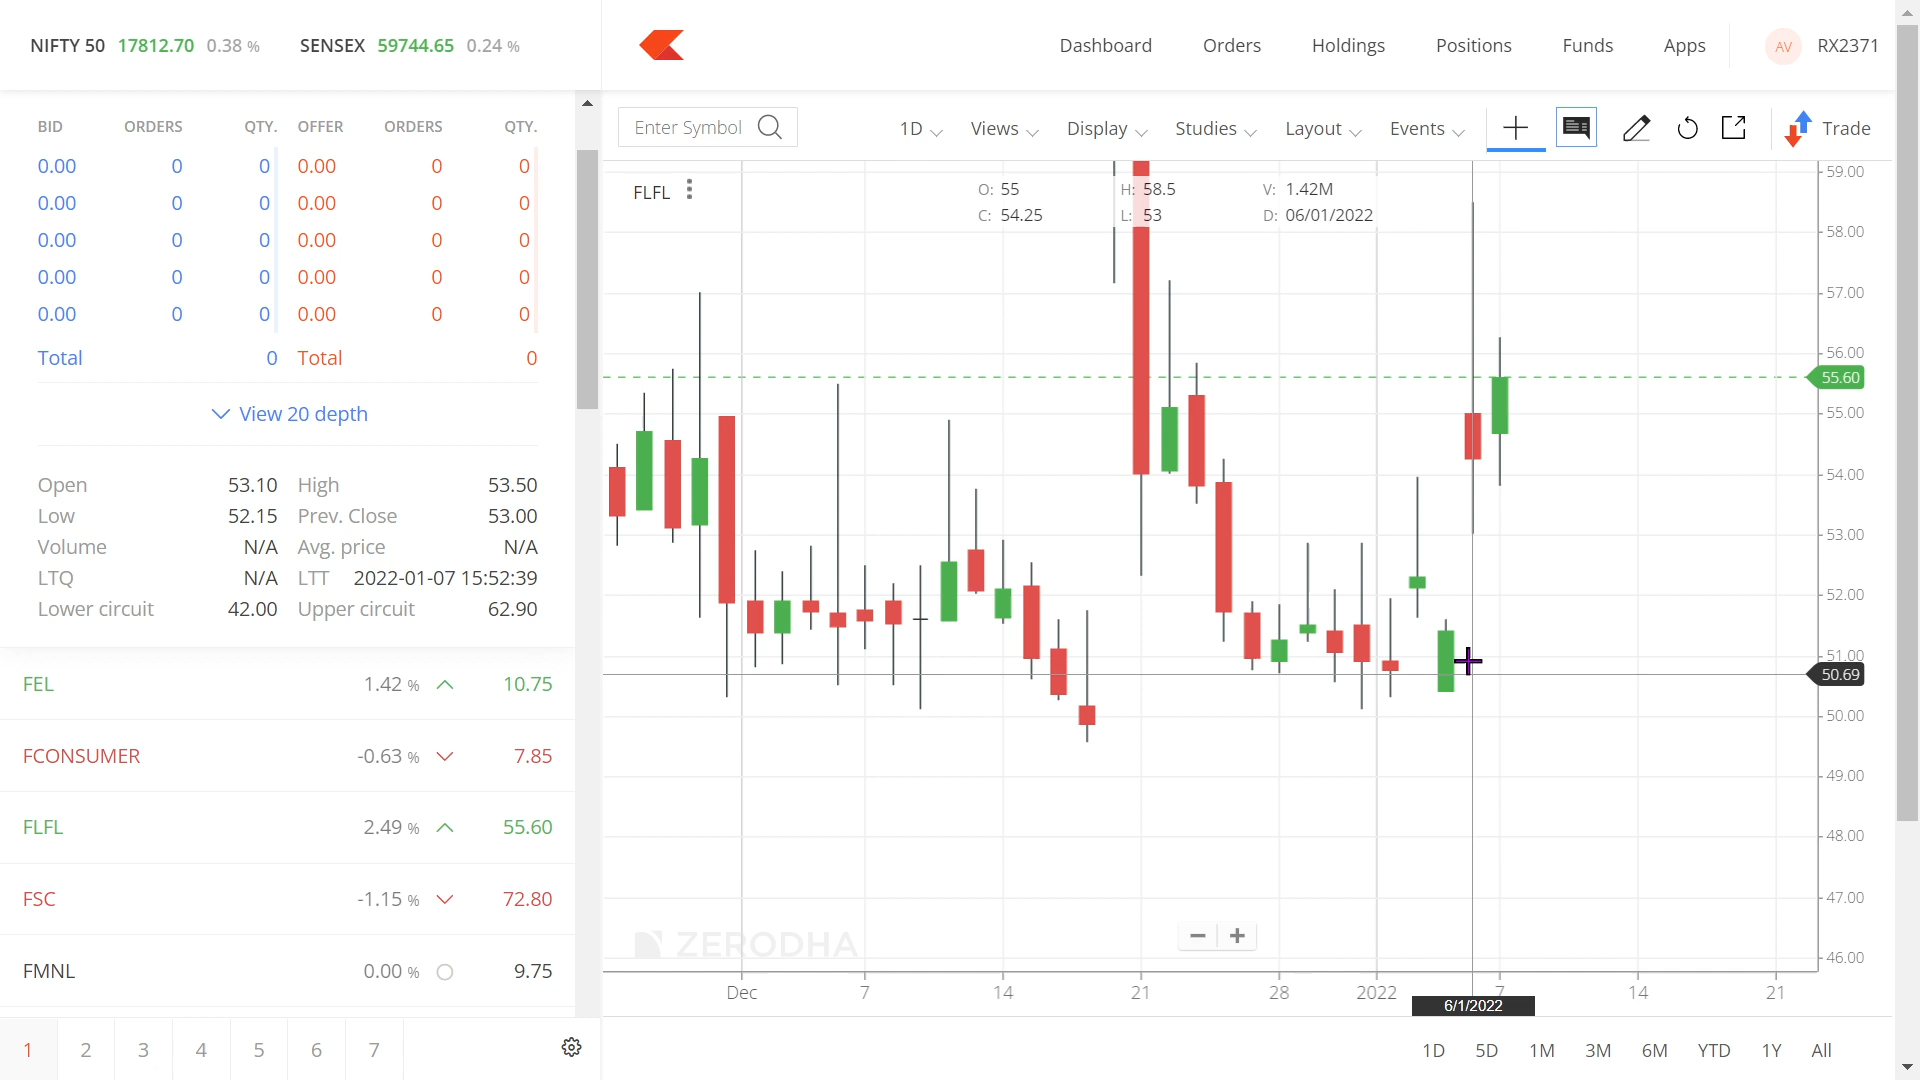 NIFTY 50 17812.70 0.38 % SENSEX 59744.65 0.24 %
Dashboard Orders Holdings Positions Funds Apps AV RX2371
BID ORDERS QTY. OFFER ORDERS QTY.
0.00 0 0 0.00 0 0
0.00 0 0 0.00 0 0
0.00 0 0 0.00 0 0
0.00 0 0 0.00 0 0
0.00 0 0 0.00 0 0
Total 0 Total 0
View 20 depth
Open 53.10 High 53.50
Low 52.15 Prev. Close 53.00
Volume N/A Avg. price N/A
LTQ N/A LTT 2022-01-07 15:52:39
Lower circuit 42.00 Upper circuit 62.90
FEL 1.42 % 10.75
FCONSUMER -0.63 % 7.85
FLFL 2.49 % 55.60
FSC -1.15 % 72.80
FMNL 0.00 % 9.75
1 2 3 4 5 6 7
Enter Symbol 1D Views Display Studies Layout Events Trade
FLFL
O: 55 H: 58.5 V: 1.42M
C: 54.25 L: 53 D: 06/01/2022
59.00
58.00
57.00
56.00
55.60
55.00
54.00
53.00
52.00
51.00
50.69
50.00
49.00
48.00
47.00
46.00
ZERODHA
Dec 7 14 21 28 2022 7 14 21
6/1/2022
1D 5D 1M 3M 6M YTD 1Y All